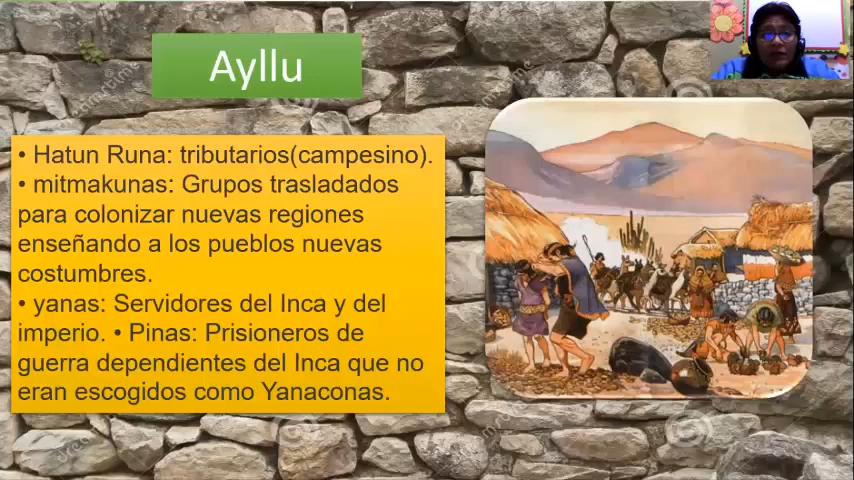 Ayllu
• Hatun Runa: tributarios(campesino).
• mitmakunas: Grupos trasladados
para colonizar nuevas regiones
enseñando a los pueblos nuevas
costumbres.
• yanas: Servidores del Inca y del
imperio. • Pinas: Prisioneros de
guerra dependientes del Inca que no
eran escogidos como Yanaconas.